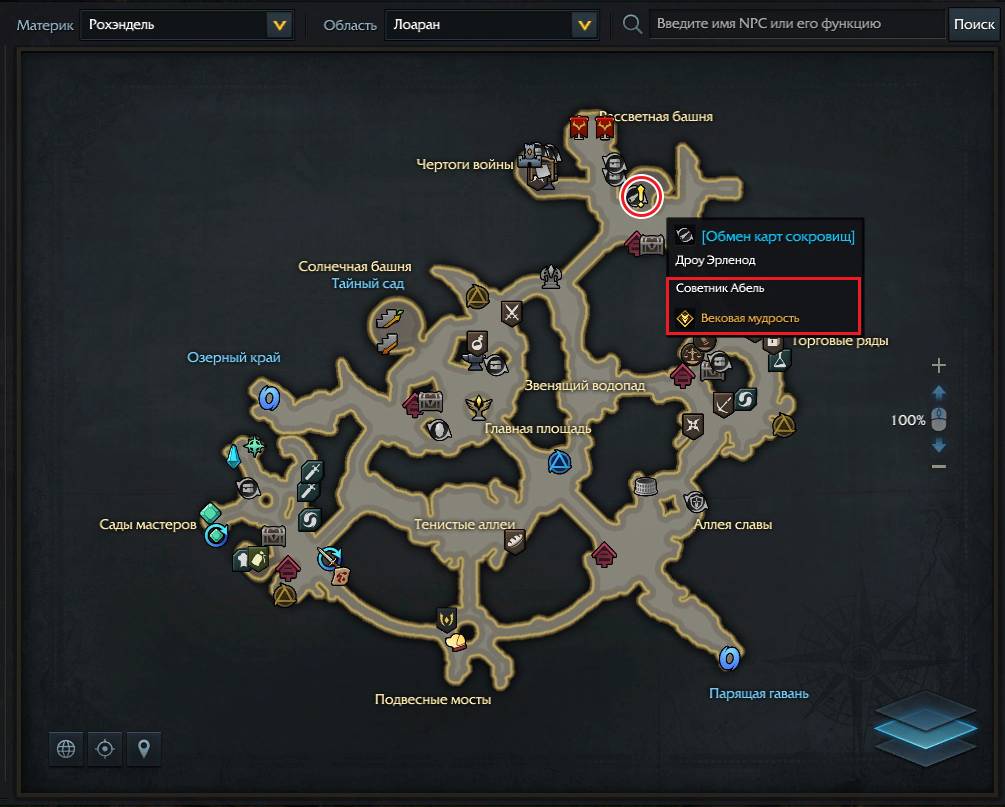 Материк Рохэндель Область Лоаран Введите имя NPC или его функцию Поиск
Рассветная башня
Чертоги войны
[Обмен карт сокровищ]
Дроу Эрленод
Солнечная башня
Тайный сад
Советник Абель
Вековая мудрость
Торговые ряды
Озерный край
Звенящий водопад
100%
Главная площадь
Сады мастеров
Тенистые аллеи
Аллея славы
Парящая гавань
Подвесные мосты